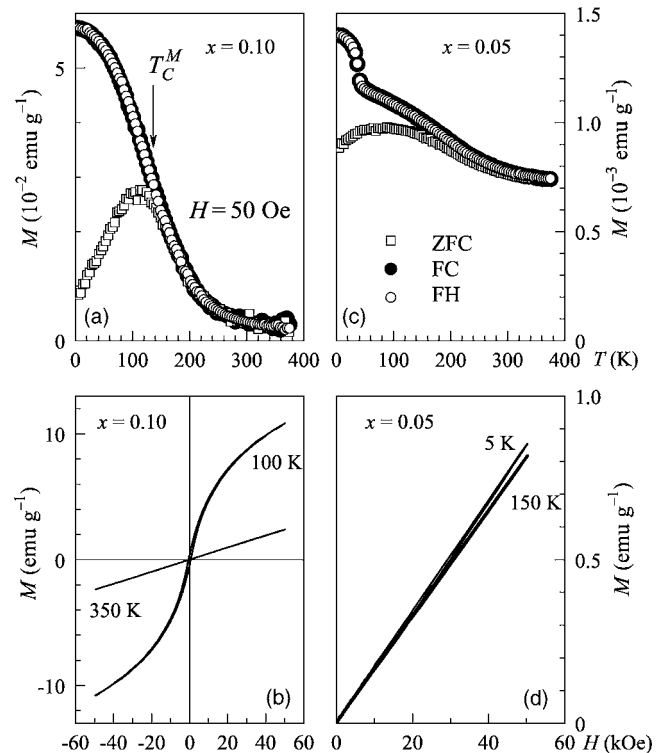 x = 0.10
T_C^M
H = 50 Oe
(a)
5
0
M (10⁻² emu g⁻¹)
0 100 200 300 400
x = 0.05
ZFC
FC
FH
(c)
1.5
1.0
0.5
0
M (10⁻³ emu g⁻¹)
0 100 200 300 400
T (K)
x = 0.10
100 K
350 K
(b)
10
0
-10
M (emu g⁻¹)
-60 -40 -20 0 20 40 60
x = 0.05
5 K
150 K
(d)
1.0
0.5
0
M (emu g⁻¹)
0 20 40 60
H (kOe)